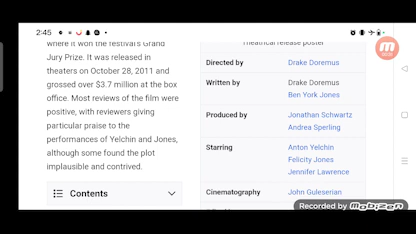 2:45
where it won the festival's Grand
Jury Prize. It was released in
theaters on October 28, 2011 and
grossed over $3.7 million at the box
office. Most reviews of the film were
positive, with reviewers giving
particular praise to the
performances of Yelchin and Jones,
although some found the plot
implausible and contrived.
Contents
Theatrical release poster
Directed by Drake Doremus
Written by Drake Doremus
Ben York Jones
Produced by Jonathan Schwartz
Andrea Sperling
Starring Anton Yelchin
Felicity Jones
Jennifer Lawrence
Cinematography John Guleserian
Recorded by Mobizen